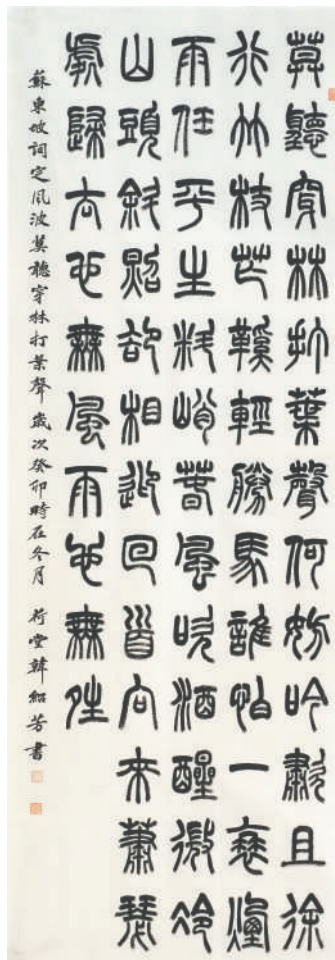 莫聽穿林打葉聲何妨吟嘯且徐
行竹杖芒鞵輕勝馬誰怕一蓑煙
雨任平生料峭春風吹酒醒微冷
山頭斜照卻相迎回首向來蕭瑟
處歸去也無風雨也無晴
蘇東坡詞定風波莫聽穿林打葉聲歲次癸卯時在冬月 荷堂韓紹芳書